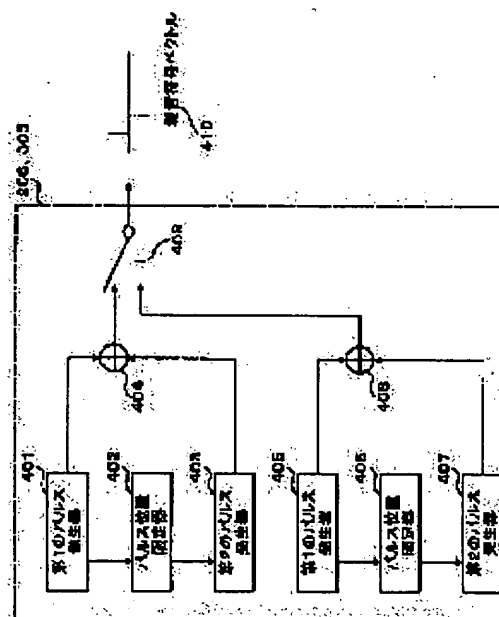 401
第1のパルス
発生器
402
パルス位置
限定器
403
第2のパルス
発生器
404
405
第1のパルス
発生器
406
パルス位置
限定器
407
第2のパルス
発生器
408
409
410
雑音符号ベクトル